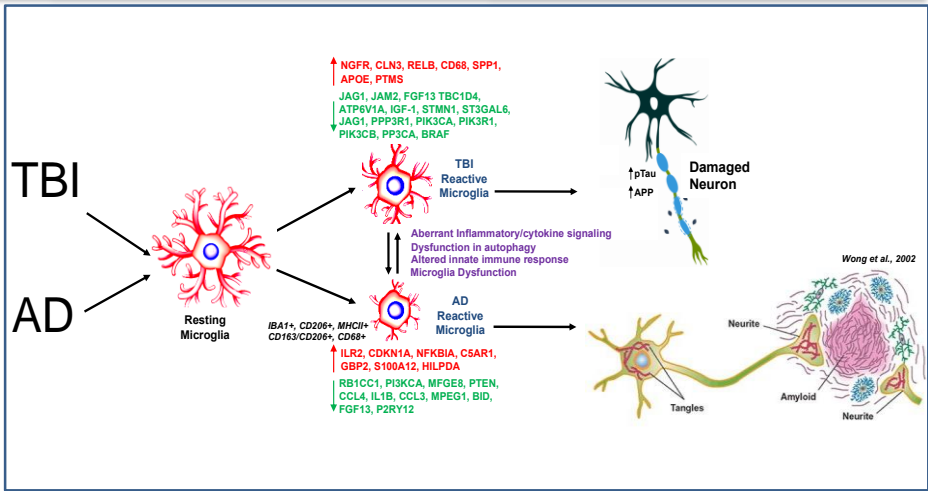 TBI
AD
Resting
Microglia
NGFR, CLN3, RELB, CD68, SPP1,
APOE, PTMS
JAG1, JAM2, FGF13 TBC1D4,
ATP6V1A, IGF-1, STMN1, ST3GAL6,
JAG1, PPP3R1, PIK3CA, PIK3R1,
PIK3CB, PP3CA, BRAF
TBI
Reactive
Microglia
Aberrant Inflammatory/cytokine signaling
Dysfunction in autophagy
Altered innate immune response
Microglia Dysfunction
AD
Reactive
Microglia
IBA1+, CD206+, MHCII+
CD163/CD206+, CD68+
ILR2, CDKN1A, NFKBIA, C5AR1,
GBP2, S100A12, HILPDA
RB1CC1, PI3KCA, MFGE8, PTEN,
CCL4, IL1B, CCL3, MPEG1, BID,
FGF13, P2RY12
pTau
APP
Damaged
Neuron
Wong et al., 2002
Neurite
Tangles
Amyloid
Neurite